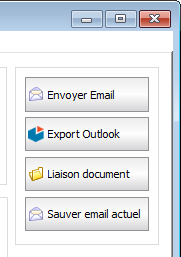 Envoyer Email
Export Outlook
Liaison document
Sauver email actuel